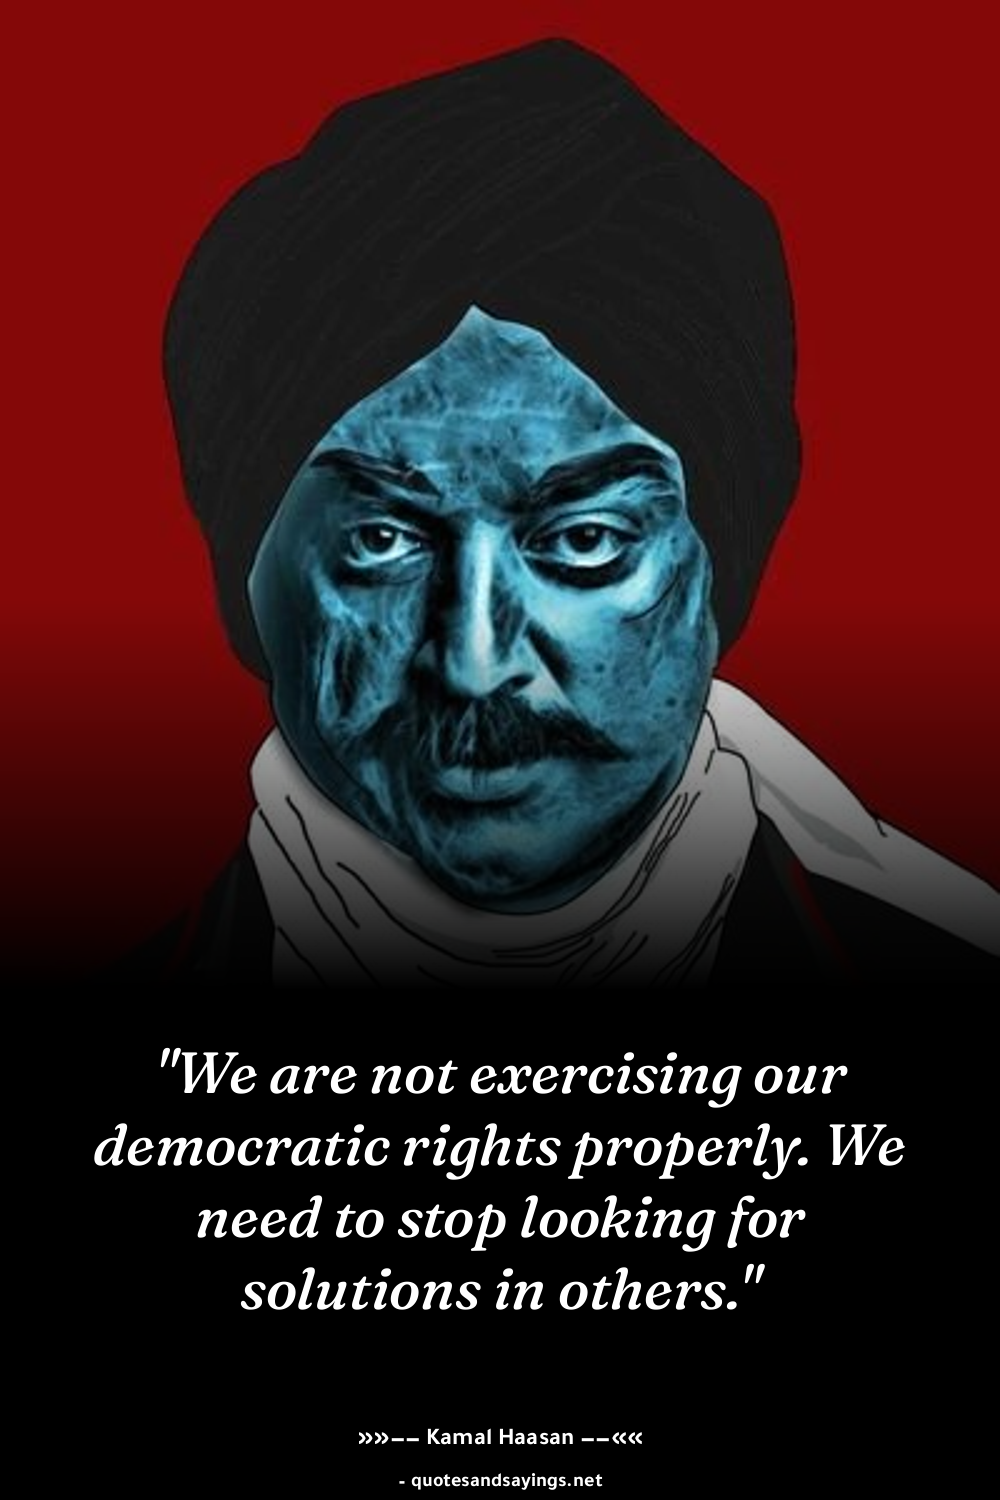 "We are not exercising our
democratic rights properly. We
need to stop looking for
solutions in others."
»»–– Kamal Haasan ––««
- quotesandsayings.net